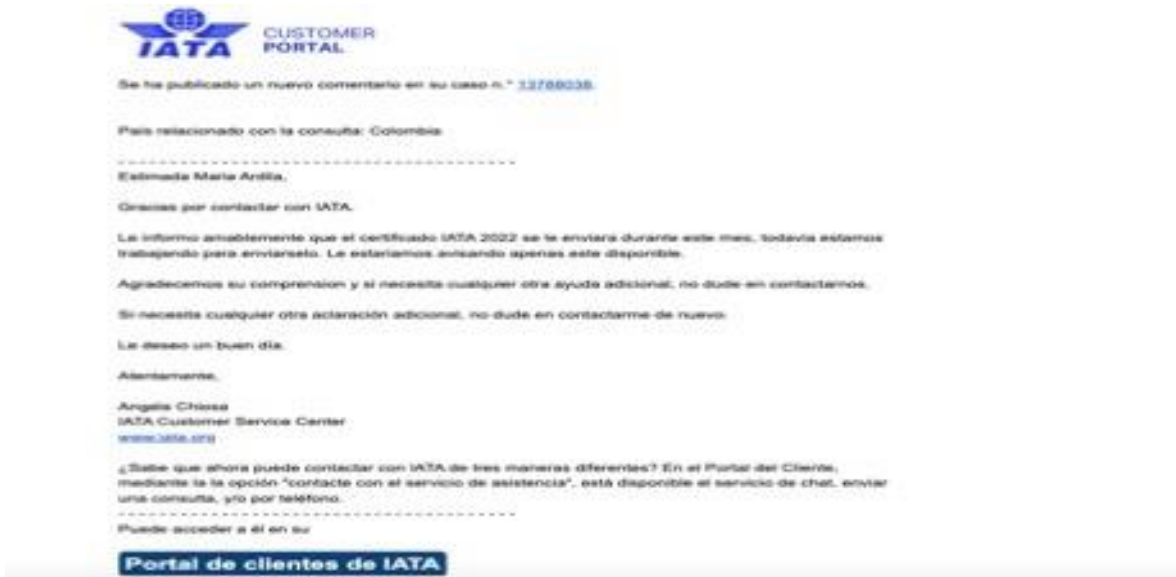 IATA
CUSTOMER
PORTAL
Se ha publicado un nuevo comentario en su caso n.° 13768038.
País relacionado con la consulta: Colombia
Estimada Maria Ardila,
Gracias por contactar con IATA.
Le informo amablemente que el certificado IATA 2022 se le enviara durante este mes, todavia estamos
trabajando para enviarselo. Le estariamos avisando apenas este disponible.
Agradecemos su comprension y si necesita cualquier otra ayuda adicional, no dude en contactarnos.
Si necesita cualquier otra aclaración adicional, no dude en contactarme de nuevo.
Le deseo un buen día.
Atentamente,
Angelis Chiosa
IATA Customer Service Center
www.iata.org
¿Sabe que ahora puede contactar con IATA de tres maneras diferentes? En el Portal del Cliente,
mediante la la opción "contacte con el servicio de asistencia", está disponible el servicio de chat, enviar
una consulta, y/o por teléfono.
Puede acceder a él en su
Portal de clientes de IATA